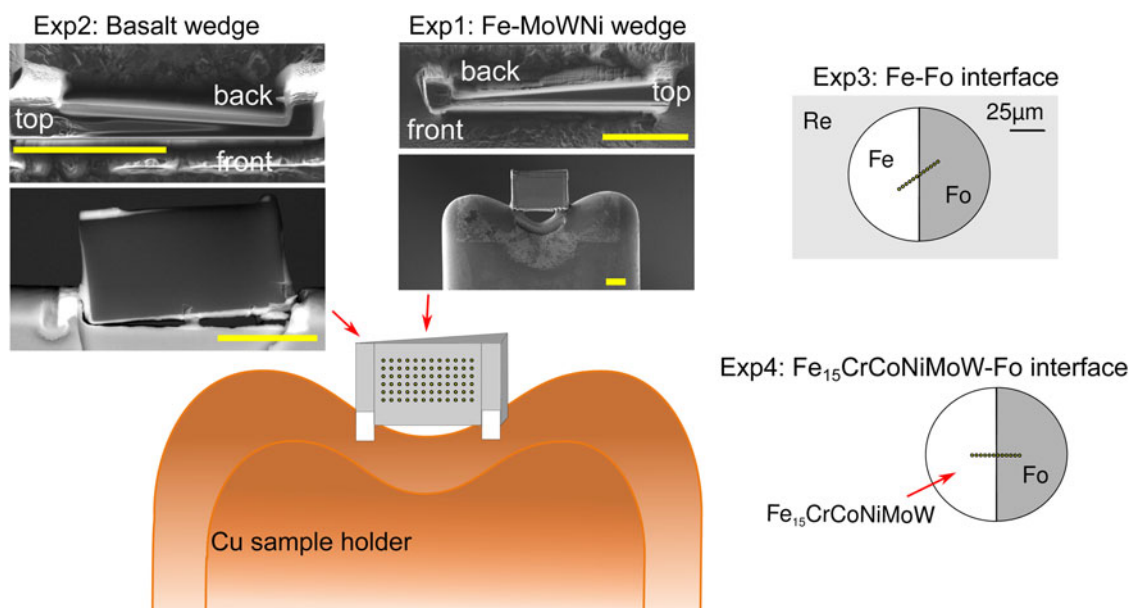 Exp2: Basalt wedge
back
top
front
Exp1: Fe-MoWNi wedge
back
top
front
Exp3: Fe-Fo interface
Re
25μm
Fe
Fo
Exp4: Fe₁₅CrCoNiMoW-Fo interface
Fo
Fe₁₅CrCoNiMoW
Cu sample holder